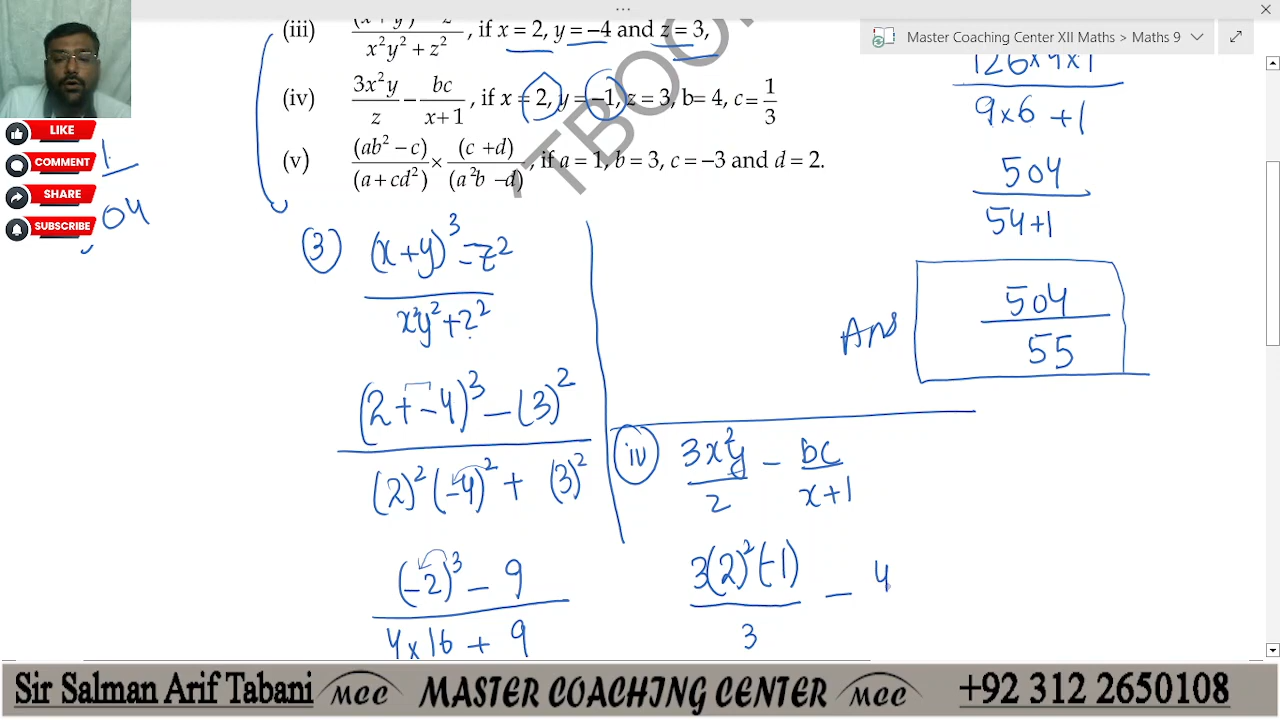 Master Coaching Center XII Maths > Maths 9
(iii) (x + y)³ − z² / x²y² + z² , if x = 2, y = −4 and z = 3,
(iv) 3x²y / z − bc / x+1 , if x = 2, y = −1, z = 3, b= 4, c = 1/3
(v) (ab² − c) / (a + cd²) × (c + d) / (a²b − d) , if a = 1, b = 3, c = −3 and d = 2.
TBOO
LIKE
COMMENT
SHARE
SUBSCRIBE
1
04
(3) (x+y)³ − z² / x²y² + z²
(2 + −4)³ − (3)² / (2)² (−4)² + (3)²
(−2)³ − 9 / 4 x 16 + 9
126 x 4 x 1 / 9 x 6 + 1
504 / 54 + 1
Ans 504 / 55
iv 3x²y / z − bc / x+1
3(2)²(−1) / 3 − 4
Sir Salman Arif Tabani MCC MASTER COACHING CENTER MCC +92 312 2650108